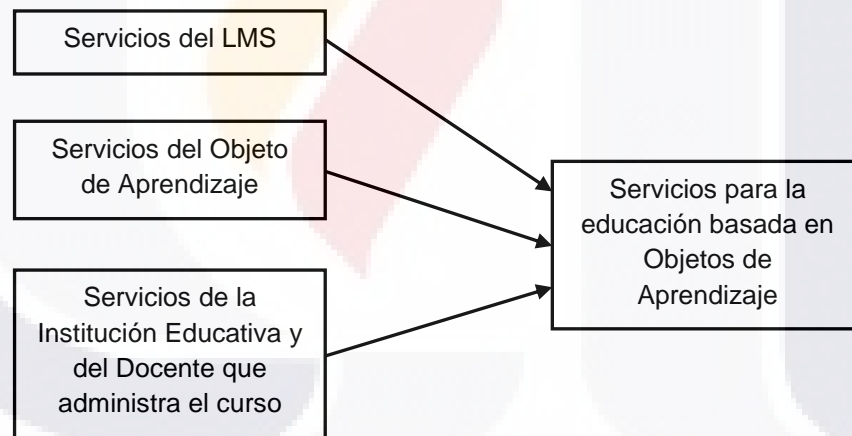 Servicios del LMS
Servicios del Objeto
de Aprendizaje
Servicios de la
Institución Educativa y
del Docente que
administra el curso
Servicios para la
educación basada en
Objetos de
Aprendizaje